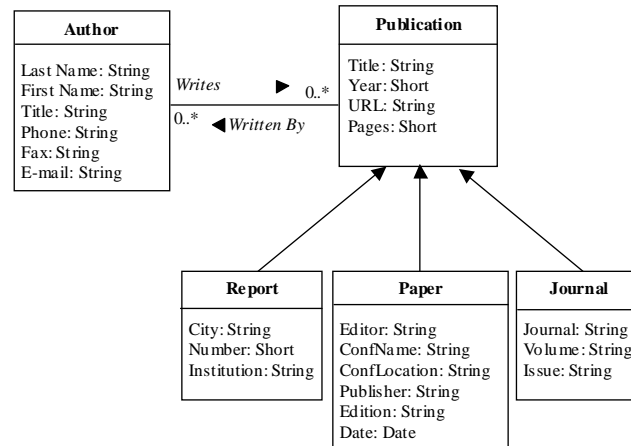 Author
Last Name: String
First Name: String
Title: String
Phone: String
Fax: String
E-mail: String
Writes
0..*
0..*
Written By
Publication
Title: String
Year: Short
URL: String
Pages: Short
Report
City: String
Number: Short
Institution: String
Paper
Editor: String
ConfName: String
ConfLocation: String
Publisher: String
Edition: String
Date: Date
Journal
Journal: String
Volume: String
Issue: String